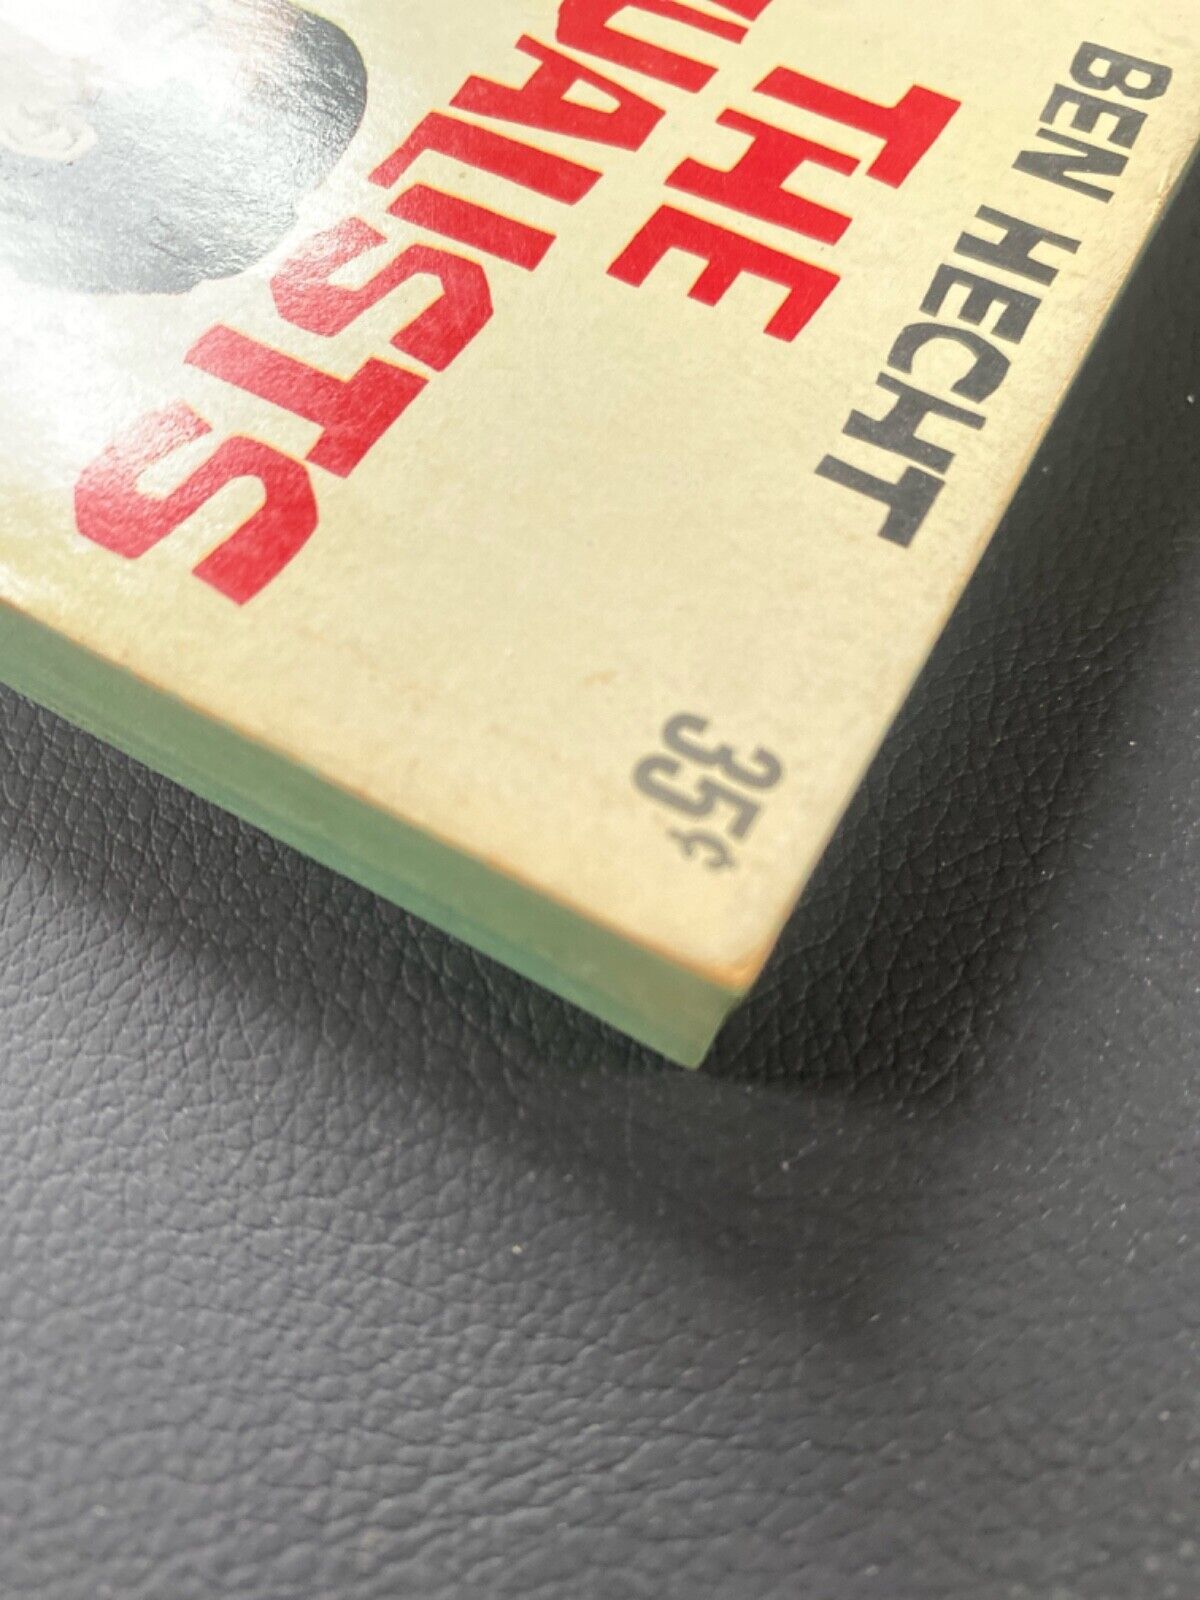 BEN HECHT
THE
UALISTS
35¢